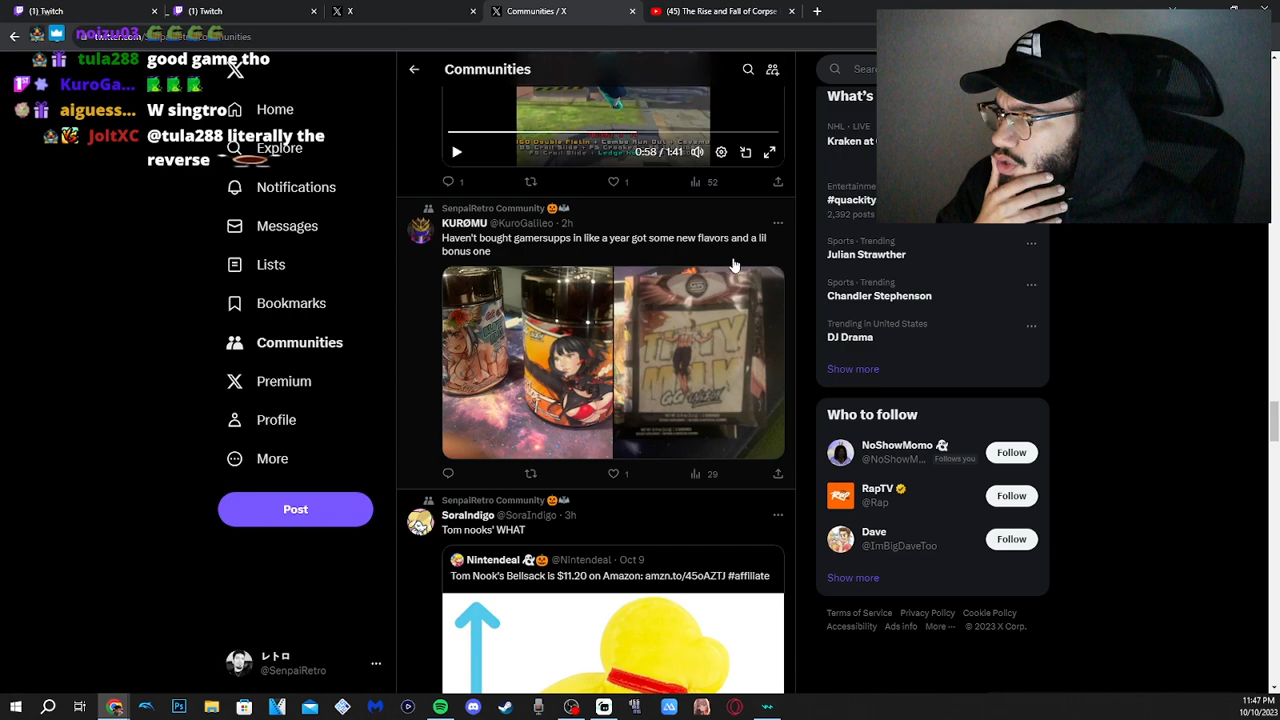 Twitch
Twitch
X
Communities / X
(45) The Rise and Fall of Corpse
noizu03
communities
tula288 good game tho
KuroGa...
aiguess... W singtro
JoltXC @tula288 literally the
reverse
Home
Explore
Notifications
Messages
Lists
Bookmarks
Communities
Premium
Profile
More
Post
レトロ
@SenpaiRetro
Communities
0:58 / 1:41
1
1
52
SenpaiRetro Community
KURØMU @KuroGalileo · 2h
Haven't bought gamersupps in like a year got some new flavors and a lil
bonus one
1
29
SenpaiRetro Community
SoraIndigo @SoraIndigo · 3h
Tom nooks' WHAT
Nintendeal @Nintendeal · Oct 9
Tom Nook's Bellsack is $11.20 on Amazon: amzn.to/45oAZTJ #affiliate
Sear
What's
NHL · LIVE
Kraken at
Entertainme
#quackity
2,392 posts
Sports · Trending
Julian Strawther
Sports · Trending
Chandler Stephenson
Trending in United States
DJ Drama
Show more
Who to follow
NoShowMomo
@NoShowM... Follows you
Follow
RapTV
@Rap
Follow
Dave
@ImBigDaveToo
Follow
Show more
Terms of Service Privacy Policy Cookie Policy
Accessibility Ads info More ··· © 2023 X Corp.
11:47 PM
10/10/2023